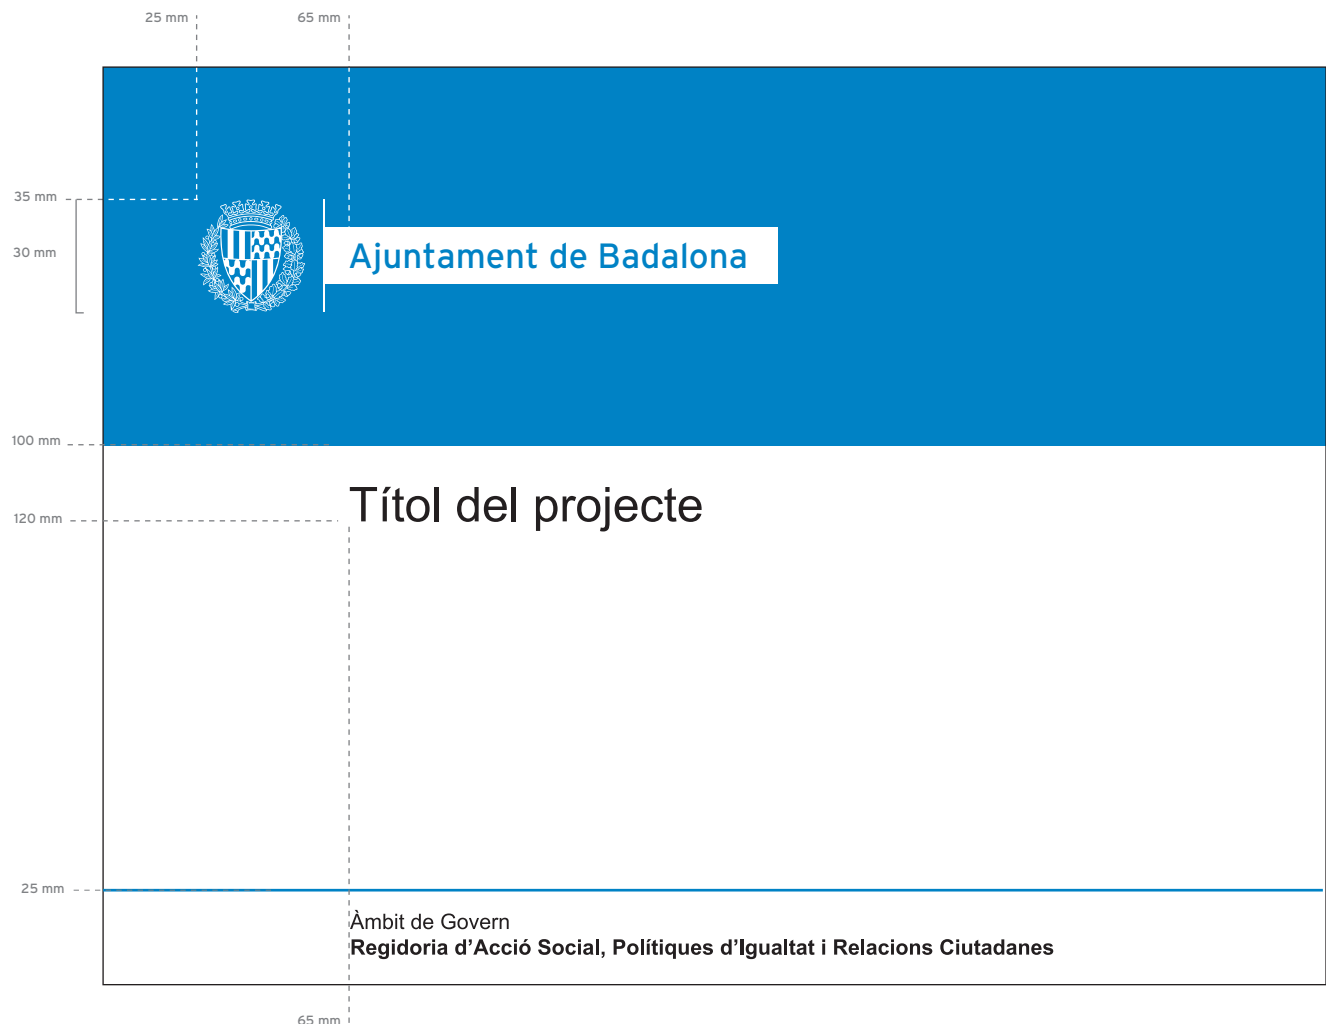 25 mm
65 mm
35 mm
30 mm
Ajuntament de Badalona
100 mm
Títol del projecte
120 mm
25 mm
Àmbit de Govern
Regidoria d’Acció Social, Polítiques d’Igualtat i Relacions Ciutadanes
65 mm